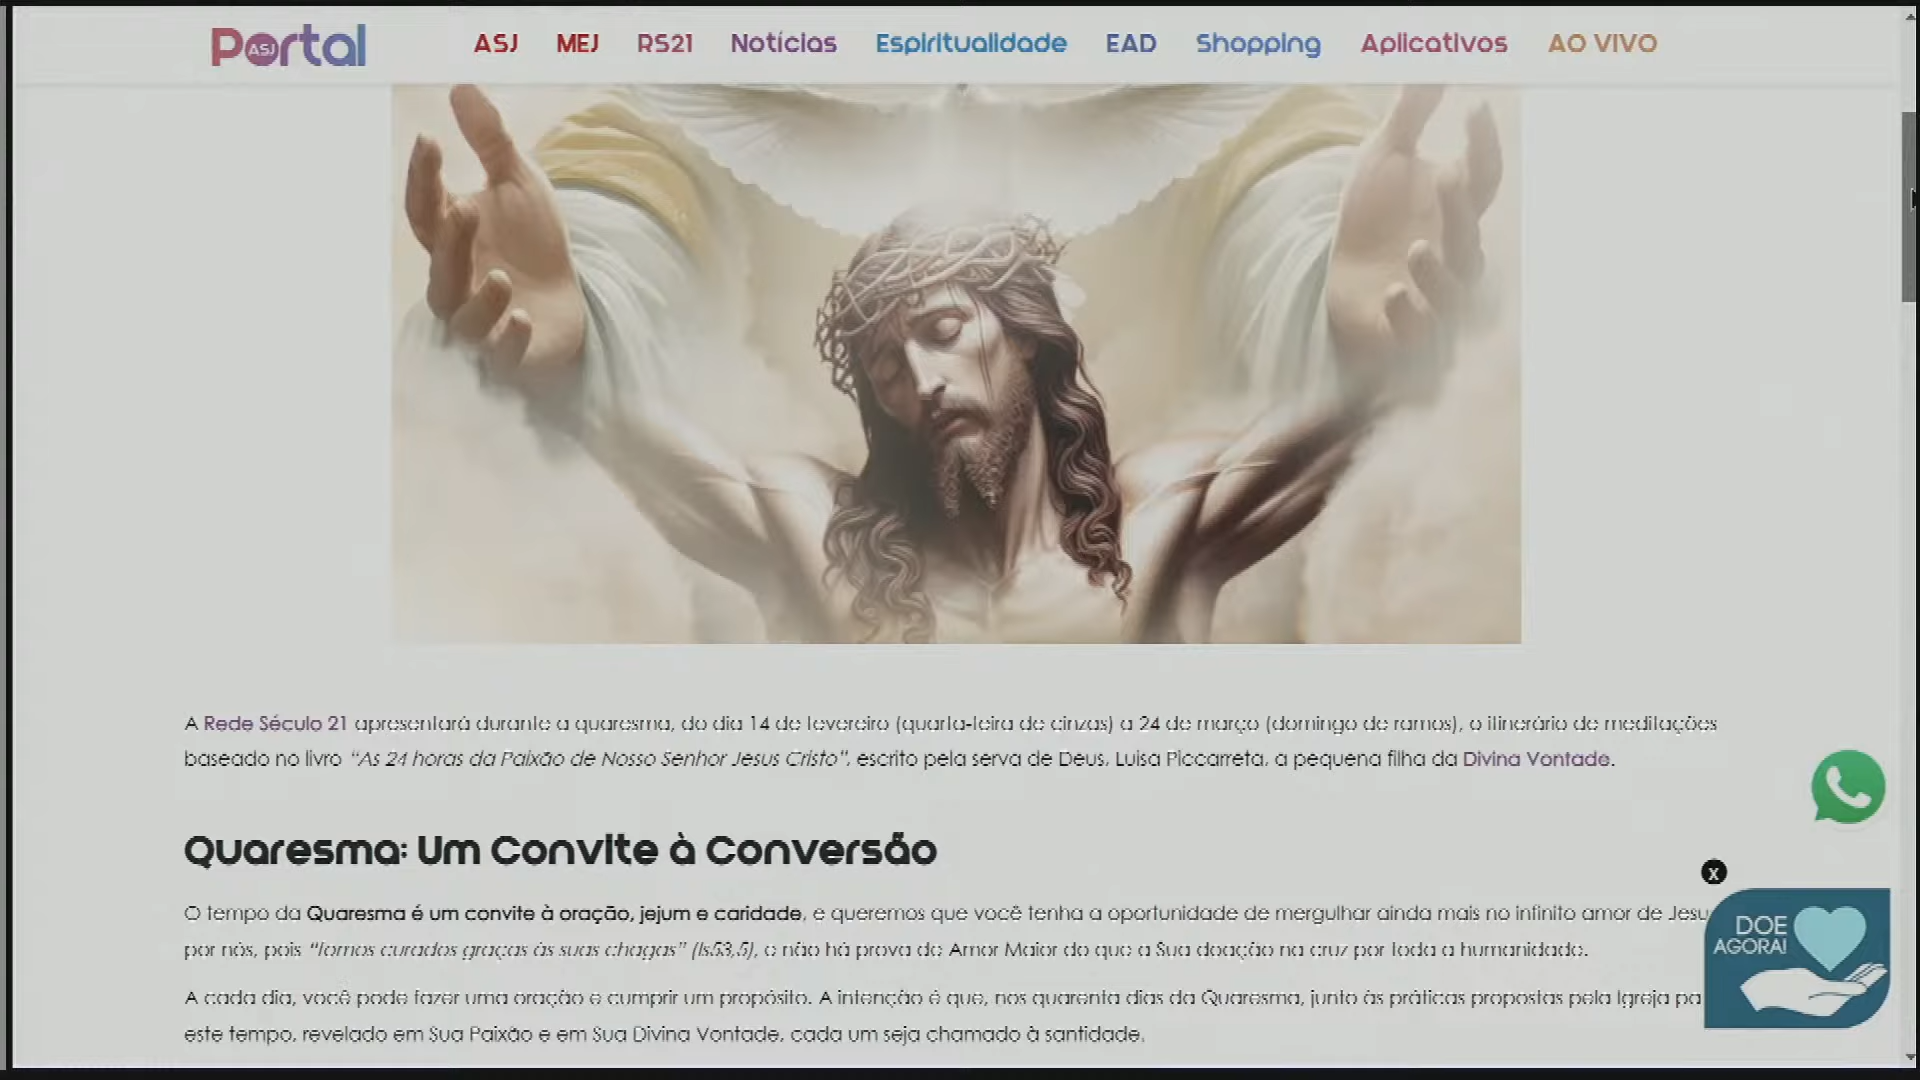 Portal
ASJ
ASJ MEJ RS21 Notícias Espiritualidade EAD Shopping Aplicativos AO VIVO
A Rede Século 21 apresentará durante a quaresma, do dia 14 de fevereiro (quarta-feira de cinzas) a 24 de março (domingo de ramos), o itinerário de meditações
baseado no livro “As 24 horas da Paixão de Nosso Senhor Jesus Cristo”, escrito pela serva de Deus, Luisa Piccarreta, a pequena filha da Divina Vontade.
Quaresma: Um Convite à Conversão
O tempo da Quaresma é um convite à oração, jejum e caridade, e queremos que você tenha a oportunidade de mergulhar ainda mais no infinito amor de Jesu
por nós, pois “fomos curados graças às suas chagas” (Is53,5), e não há prova de Amor Maior do que a Sua doação na cruz por toda a humanidade.
A cada dia, você pode fazer uma oração e cumprir um propósito. A intenção é que, nos quarenta dias da Quaresma, junto às práticas propostas pela Igreja pa
este tempo, revelado em Sua Paixão e em Sua Divina Vontade, cada um seja chamado à santidade.
X
DOE
AGORA!